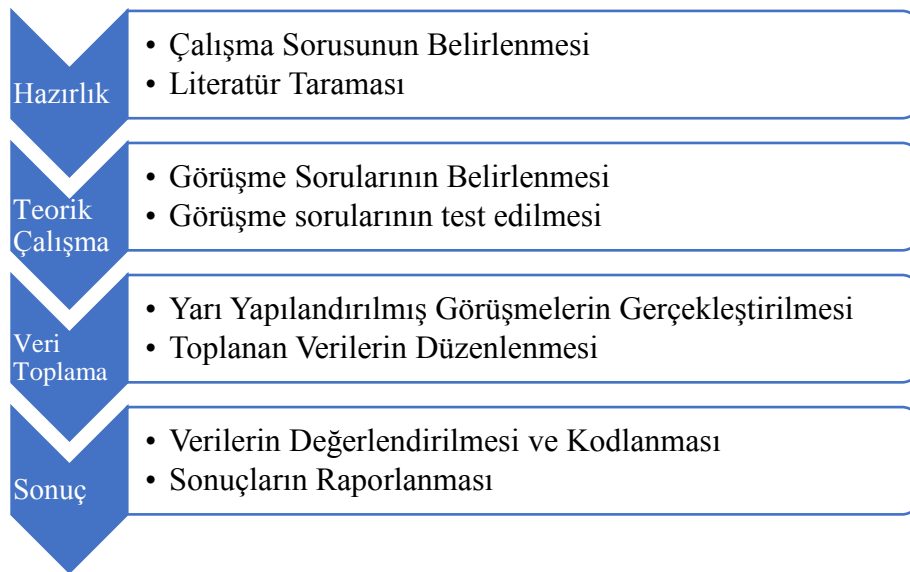 Hazırlık
• Çalışma Sorusunun Belirlenmesi
• Literatür Taraması
Teorik
Çalışma
• Görüşme Sorularının Belirlenmesi
• Görüşme sorularının test edilmesi
Veri
Toplama
• Yarı Yapılandırılmış Görüşmelerin Gerçekleştirilmesi
• Toplanan Verilerin Düzenlenmesi
Sonuç
• Verilerin Değerlendirilmesi ve Kodlanması
• Sonuçların Raporlanması